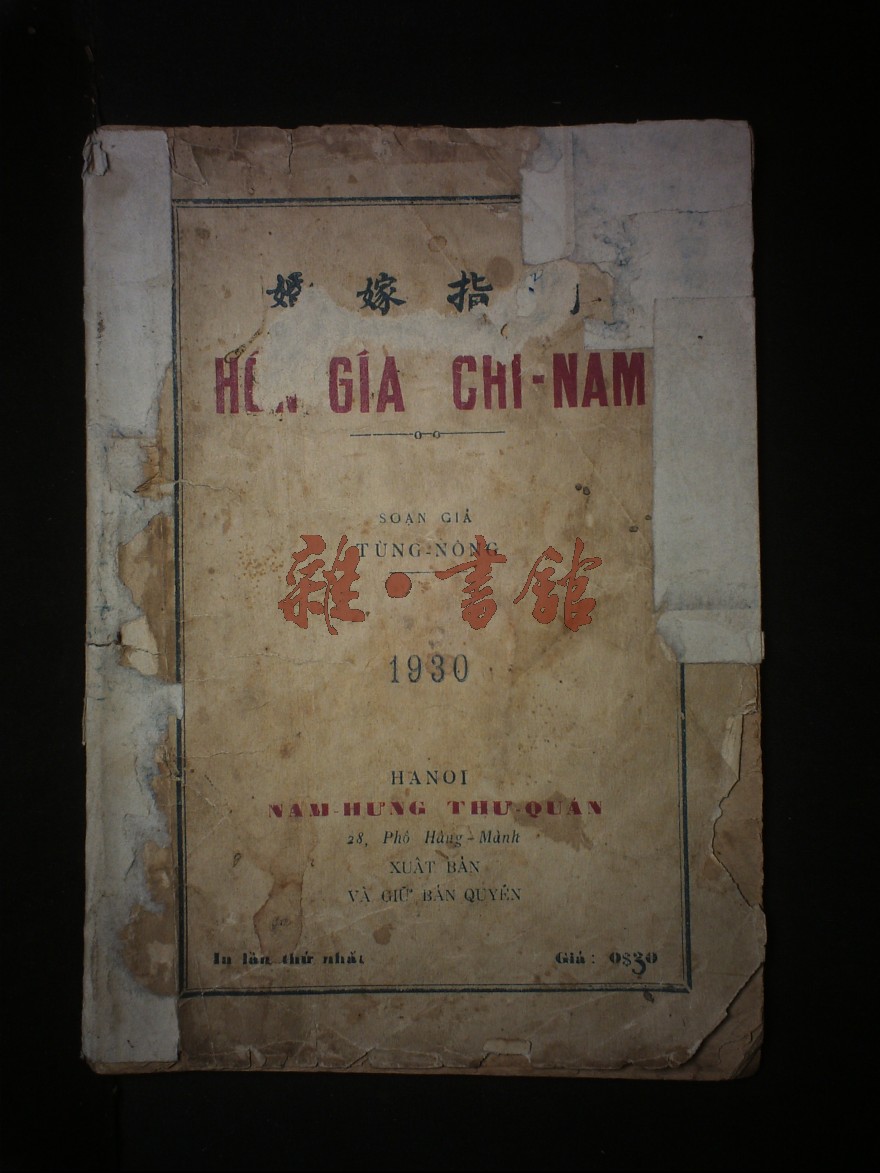 婚 嫁 指
GÍA CHỈ-NAM
SOẠN GIẢ
TÙNG-NÔNG
雜·書館
1930
HANOI
NAM-HƯNG THƯ-QUÁN
28, Phố Hàng-Mành
XUẤT BẢN
VÀ GIỮ BẢN QUYỀN
In lần thứ nhất
Giá : 0$30